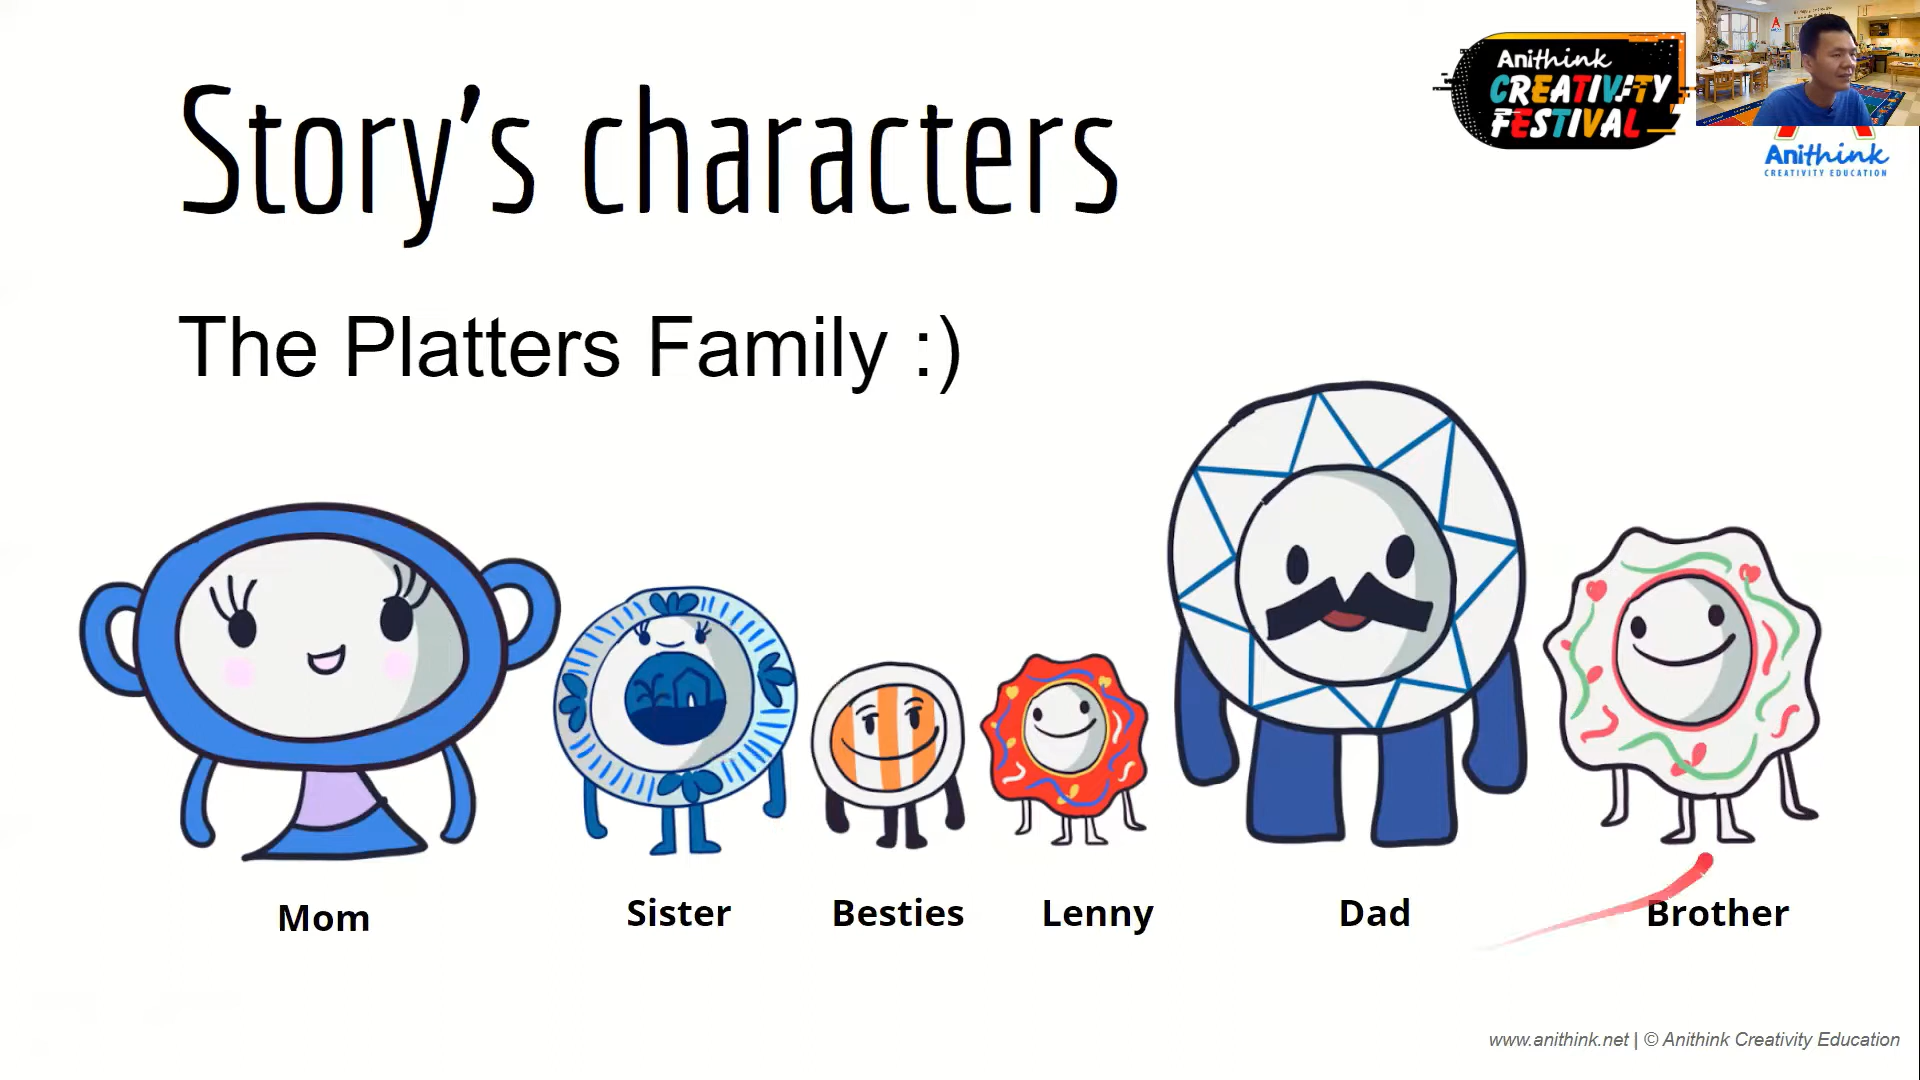 Story's characters
Anithink
CREATIVITY
FESTIVAL
Anithink
CREATIVITY EDUCATION
The Platters Family :)
Mom
Sister
Besties
Lenny
Dad
Brother
www.anithink.net | © Anithink Creativity Education